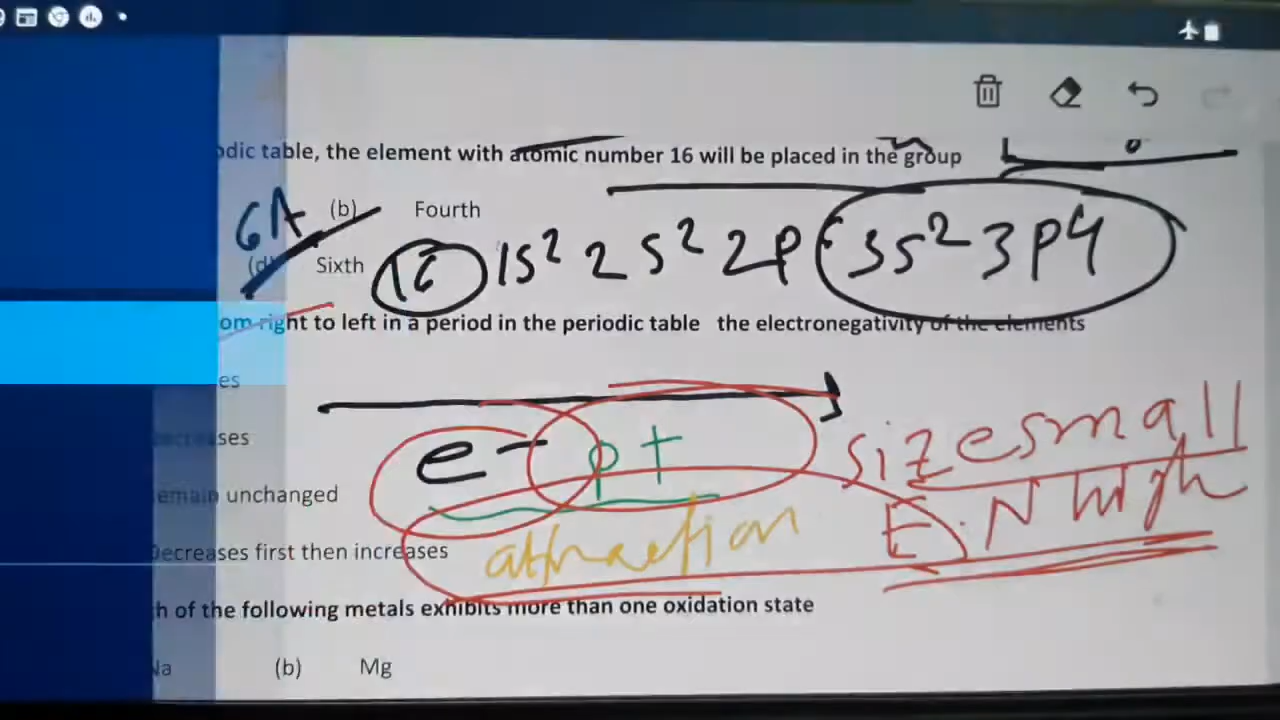 odic table, the element with atomic number 16 will be placed in the group
6A (b) Fourth
(d) Sixth 16 1s² 2s² 2p⁶ 3s² 3p4
om right to left in a period in the periodic table the electronegativity of the elements
es
Decreases
e- p+ sizesmall
emain unchanged E.N high
Decreases first then increases attraction
h of the following metals exhibits more than one oxidation state
Na (b) Mg